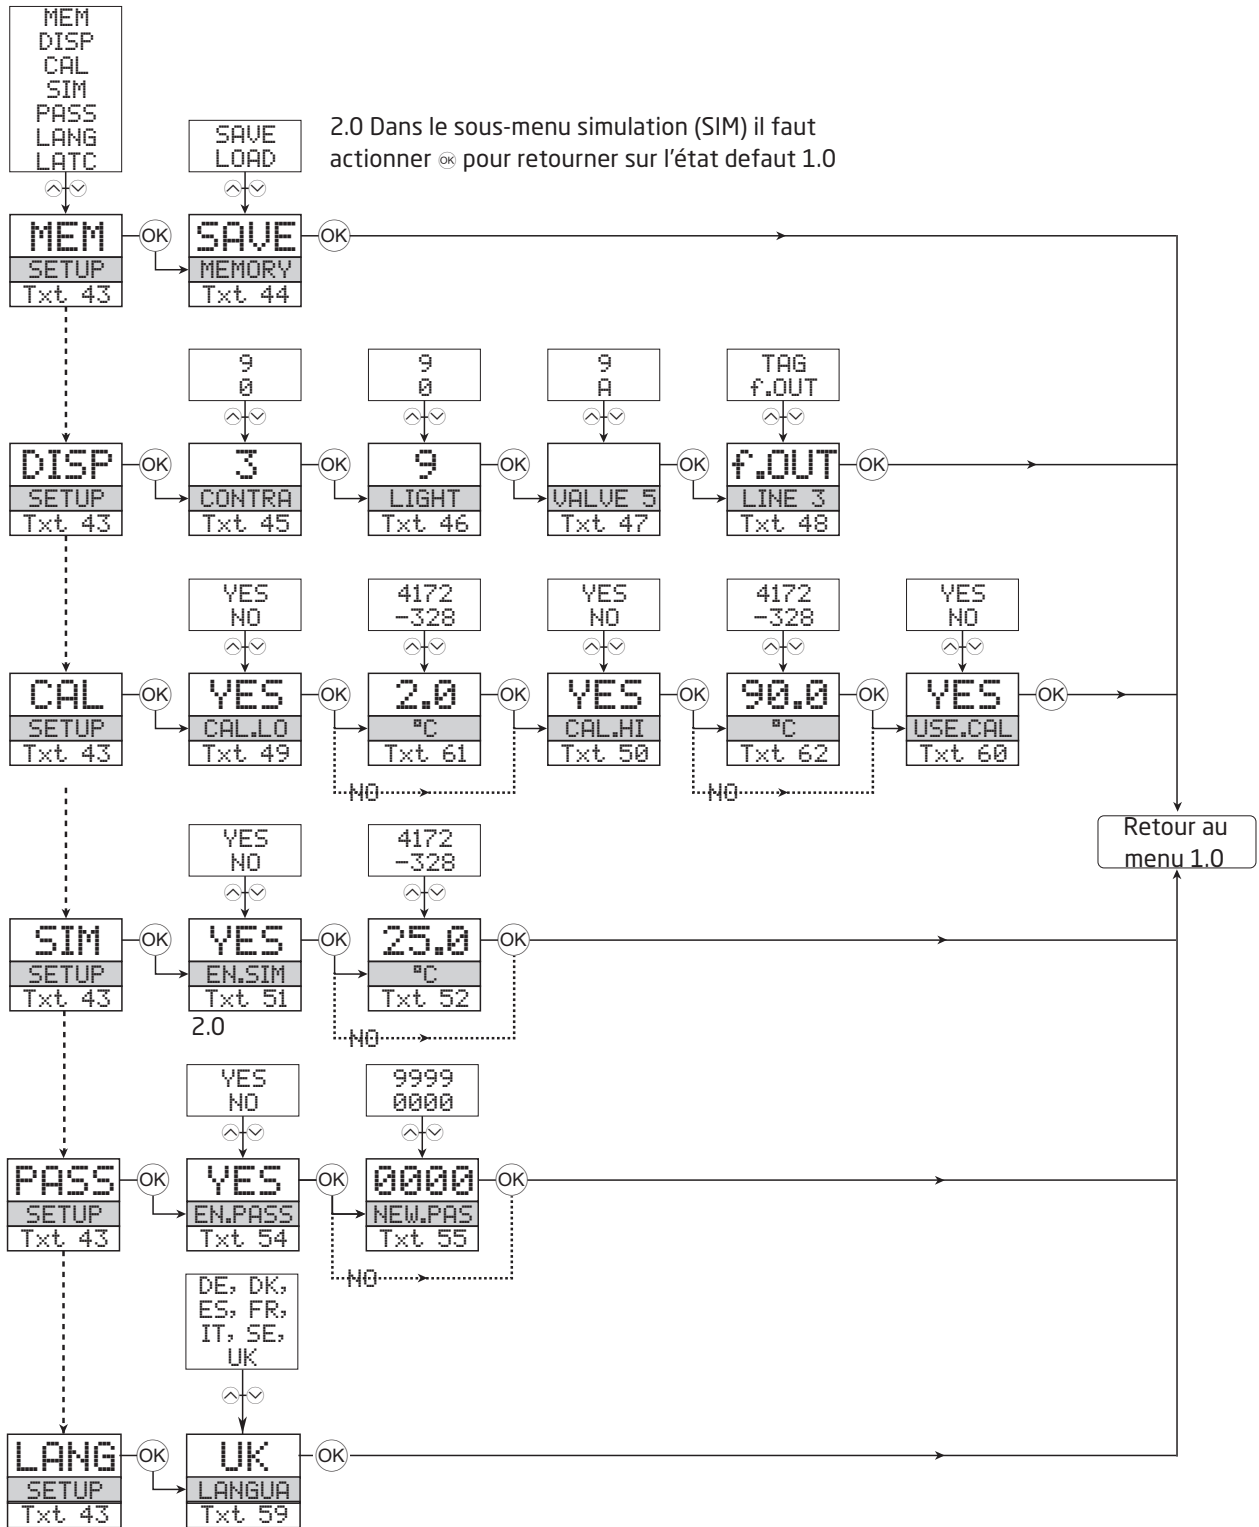 MEM
DISP
CAL
SIM
PASS
LANG
LATC
SAVE
LOAD
2.0 Dans le sous-menu simulation (SIM) il faut
actionner OK pour retourner sur l'état defaut 1.0
MEM
SETUP
Txt 43
OK
SAVE
MEMORY
Txt 44
OK
9
0
9
0
9
A
TAG
f.OUT
DISP
SETUP
Txt 43
OK
3
CONTRA
Txt 45
OK
9
LIGHT
Txt 46
OK
VALVE 5
Txt 47
OK
f.OUT
LINE 3
Txt 48
OK
YES
NO
4172
-328
YES
NO
4172
-328
YES
NO
CAL
SETUP
Txt 43
OK
YES
CAL.LO
Txt 49
OK
2.0
°C
Txt 61
OK
YES
CAL.HI
Txt 50
OK
90.0
°C
Txt 62
OK
YES
USE.CAL
Txt 60
OK
NO
NO
Retour au
menu 1.0
YES
NO
4172
-328
SIM
SETUP
Txt 43
OK
YES
EN.SIM
Txt 51
2.0
OK
25.0
°C
Txt 52
OK
NO
YES
NO
9999
0000
PASS
SETUP
Txt 43
OK
YES
EN.PASS
Txt 54
OK
0000
NEW.PAS
Txt 55
OK
NO
DE, DK,
ES, FR,
IT, SE,
UK
LANG
SETUP
Txt 43
OK
UK
LANGUA
Txt 59
OK